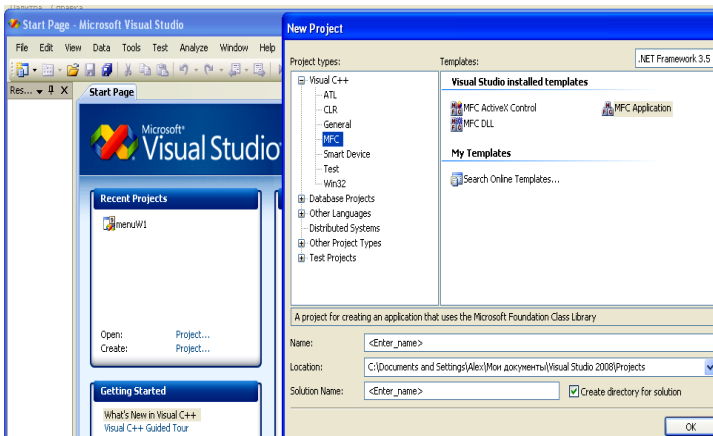 Палитра Справка
Start Page - Microsoft Visual Studio
File Edit View Data Tools Test Analyze Window Help
Res...
Start Page
Microsoft®
Visual Studio
Recent Projects
menuW1
Open: Project...
Create: Project...
Getting Started
What's New in Visual C++
Visual C++ Guided Tour
New Project
Project types:
Templates:
.NET Framework 3.5
Visual C++
ATL
CLR
General
MFC
Smart Device
Test
Win32
Database Projects
Other Languages
Distributed Systems
Other Project Types
Test Projects
Visual Studio installed templates
MFC ActiveX Control
MFC Application
MFC DLL
My Templates
Search Online Templates...
A project for creating an application that uses the Microsoft Foundation Class Library
Name: <Enter_name>
Location: C:\Documents and Settings\Alex\Мои документы\Visual Studio 2008\Projects
Solution Name: <Enter_name>
Create directory for solution
OK